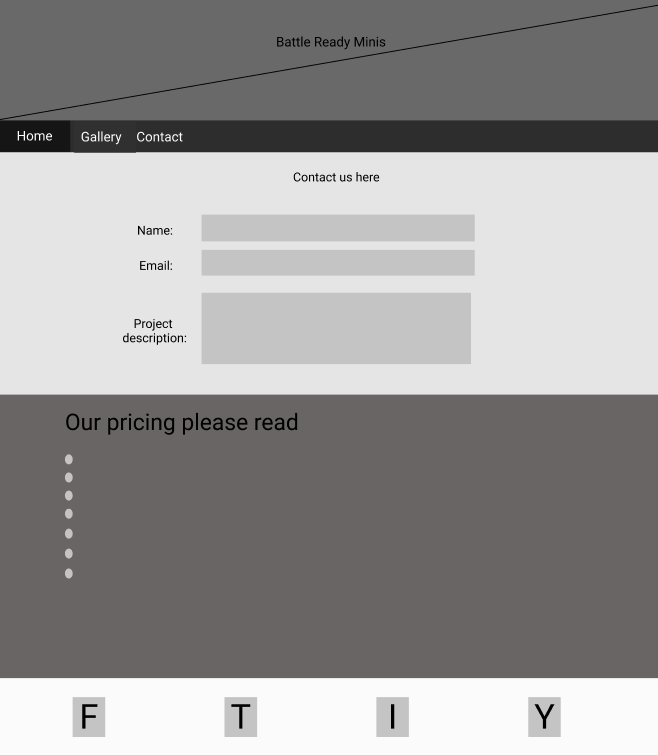 Battle Ready Minis
Home Gallery Contact
Contact us here
Name:
Email:
Project
description:
Our pricing please read
F T I Y